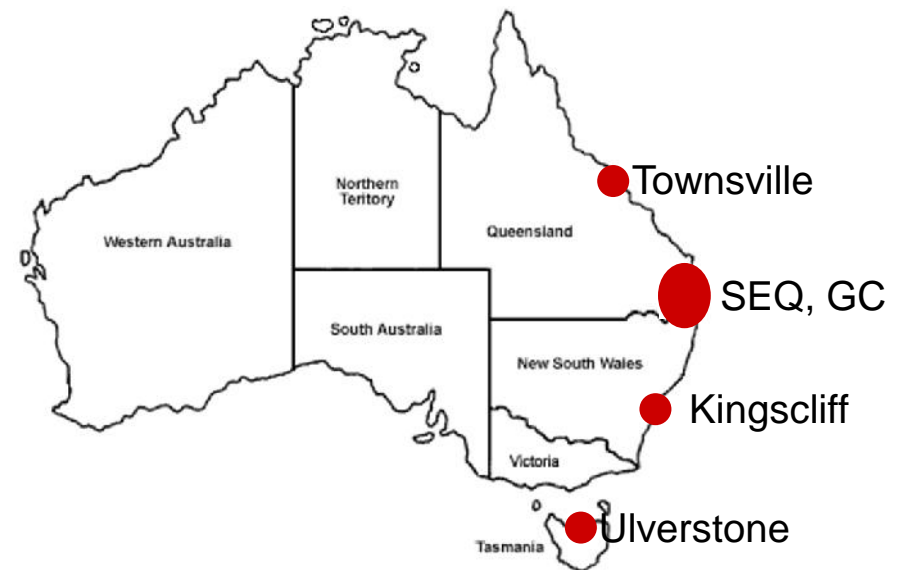 Northern
Teritory
Townsville
Queensland
Western Australia
SEQ, GC
South Australia
New South Wales
Kingscliff
Victoria
Ulverstone
Tasmania